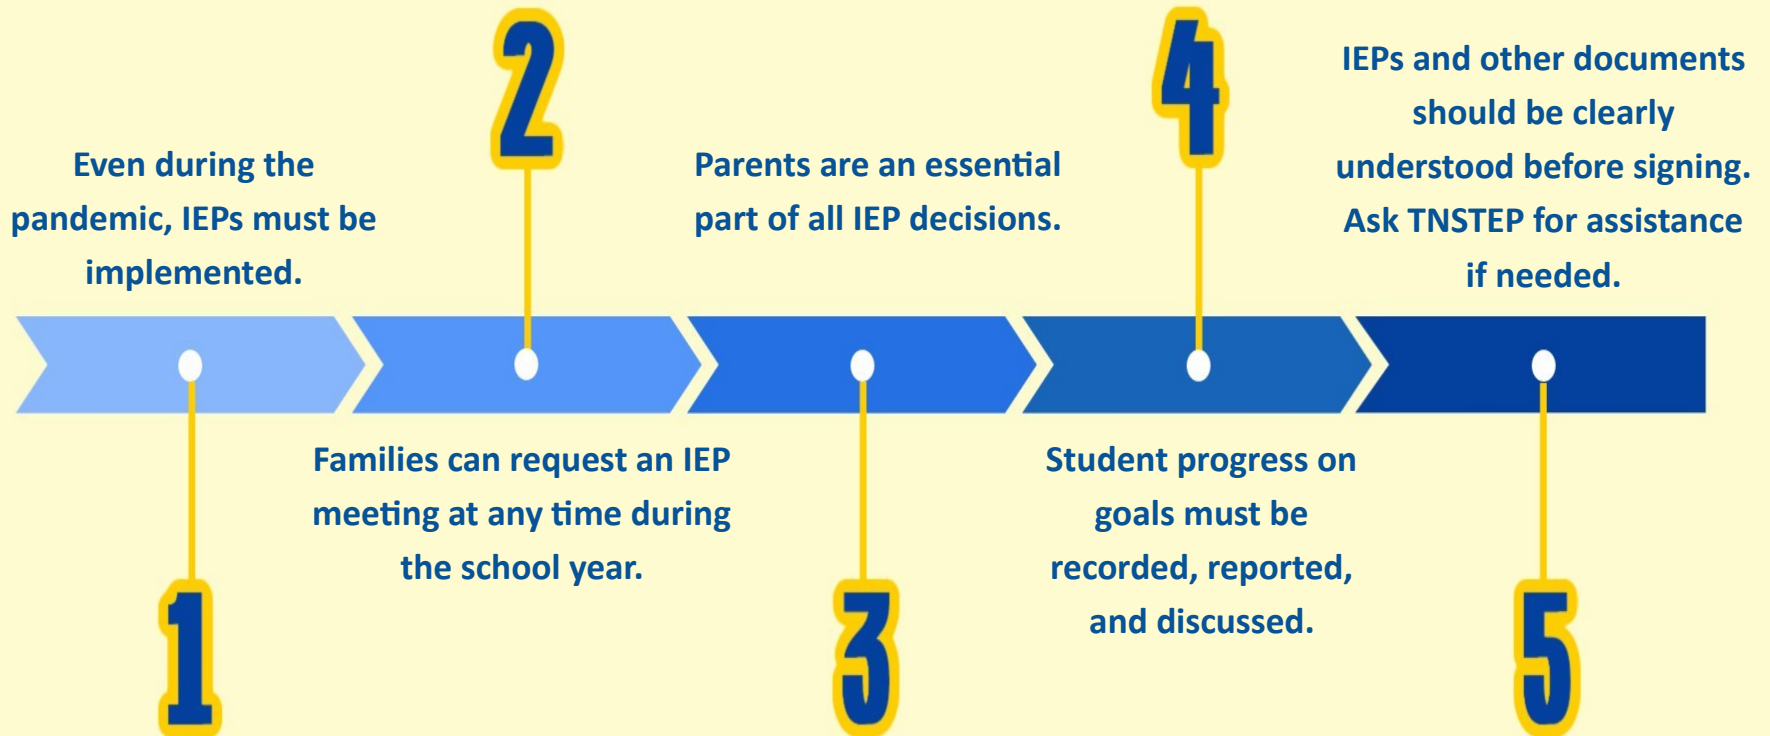 1
Even during the
pandemic, IEPs must be
implemented.
2
Families can request an IEP
meeting at any time during
the school year.
3
Parents are an essential
part of all IEP decisions.
4
Student progress on
goals must be
recorded, reported,
and discussed.
5
IEPs and other documents
should be clearly
understood before signing.
Ask TNSTEP for assistance
if needed.